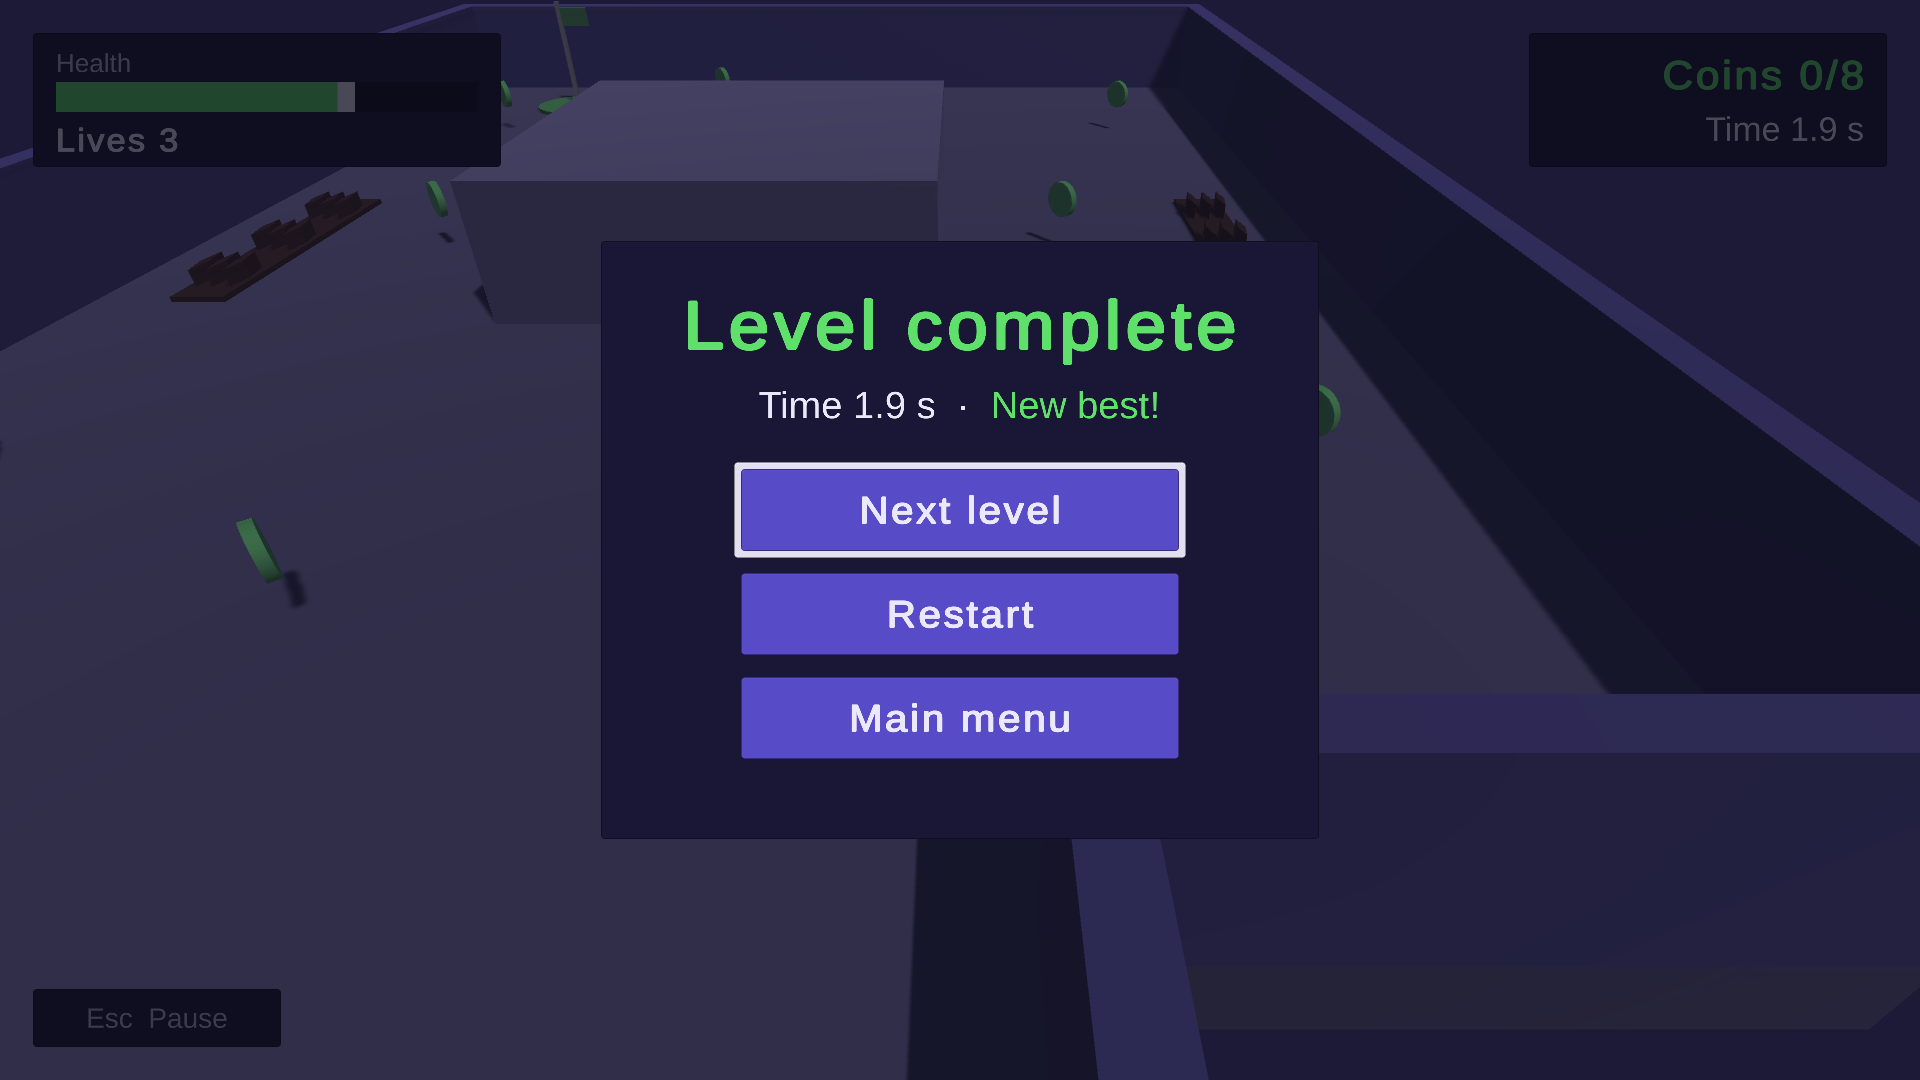 Health
Lives 3
Coins 0/8
Time 1.9 s
Level complete
Time 1.9 s · New best!
Next level
Restart
Main menu
Esc Pause